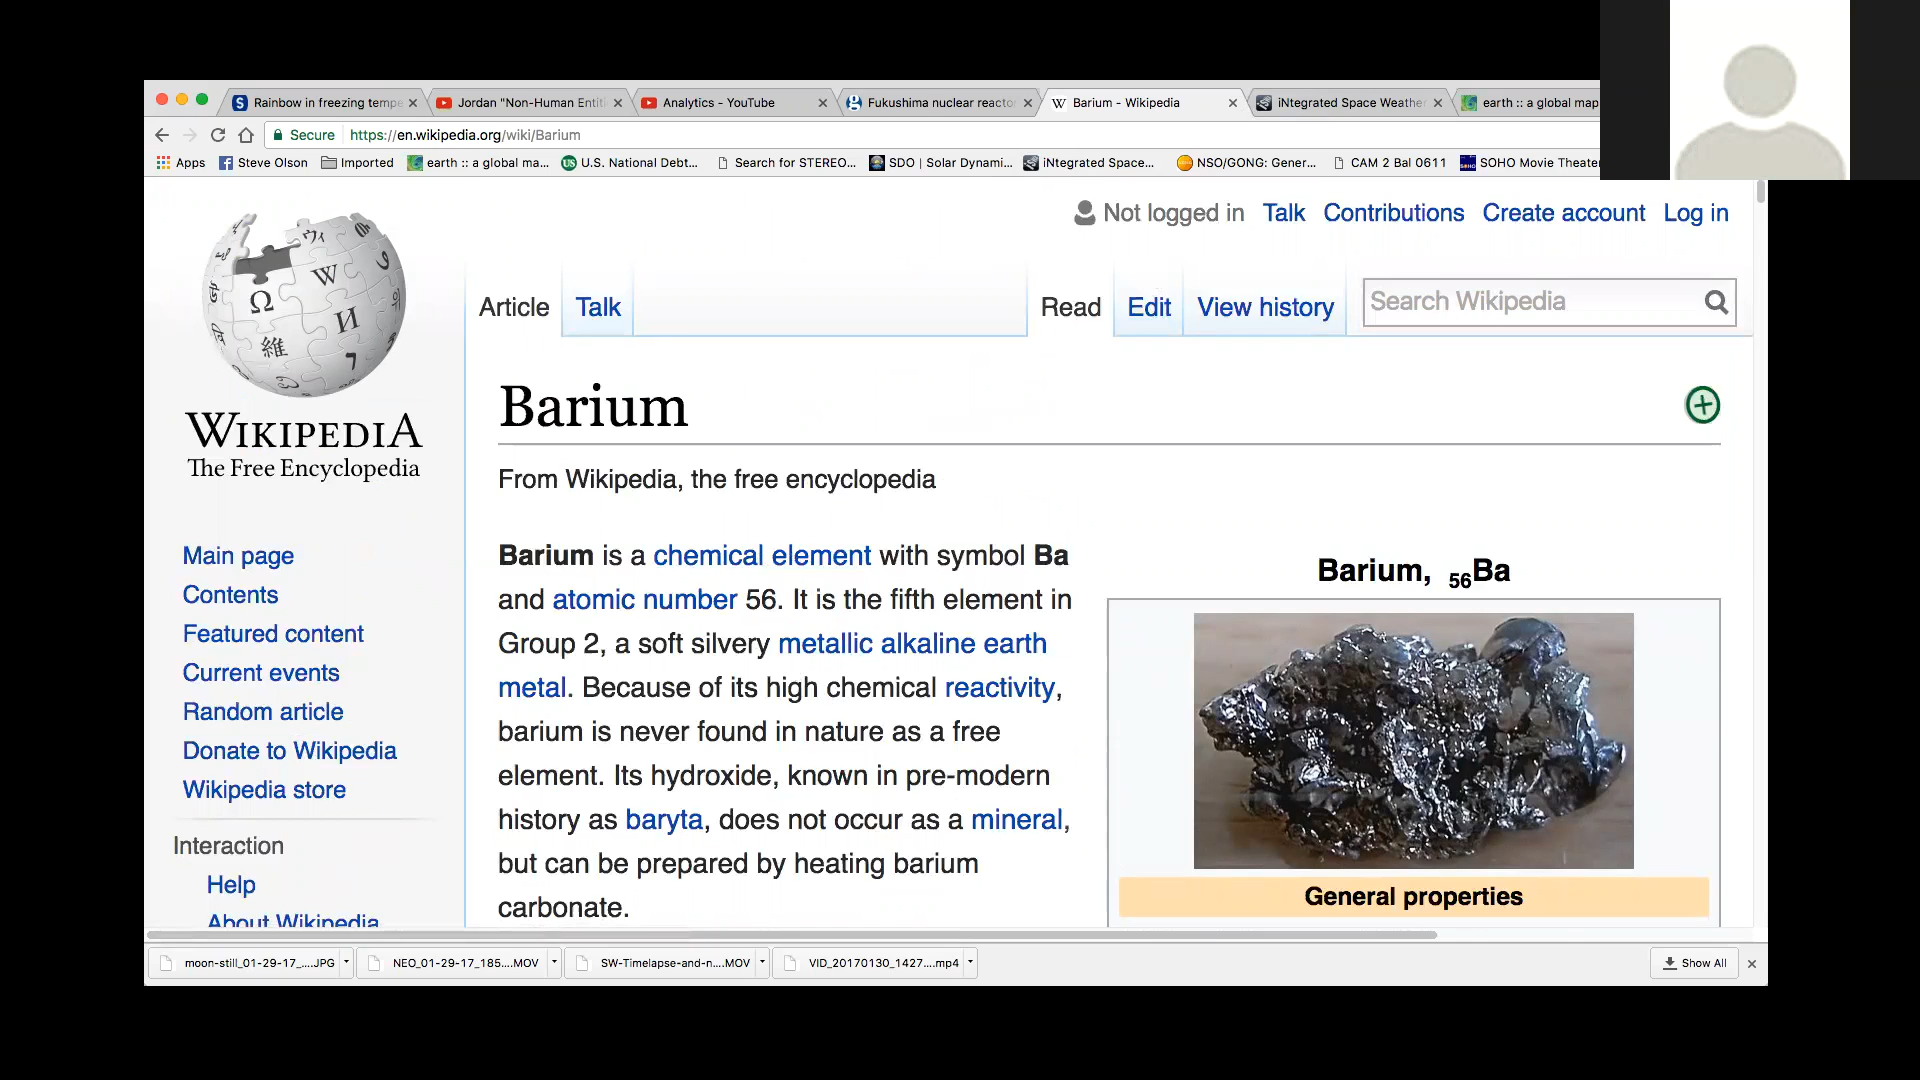 Rainbow in freezing tempe
Jordan "Non-Human Entiti
Analytics - YouTube
Fukushima nuclear reacto
Barium - Wikipedia
iNtegrated Space Weather
earth :: a global map
Secure
https://en.wikipedia.org/wiki/Barium
Apps
Steve Olson
Imported
earth :: a global ma...
U.S. National Debt...
Search for STEREO...
SDO | Solar Dynami...
iNtegrated Space...
NSO/GONG: Gener...
CAM 2 Bal 0611
SOHO Movie Theater
Not logged in Talk Contributions Create account Log in
Article Talk Read Edit View history Search Wikipedia
WIKIPEDIA
The Free Encyclopedia
Main page
Contents
Featured content
Current events
Random article
Donate to Wikipedia
Wikipedia store
Interaction
Help
About Wikipedia
Barium
From Wikipedia, the free encyclopedia
Barium is a chemical element with symbol Ba
and atomic number 56. It is the fifth element in
Group 2, a soft silvery metallic alkaline earth
metal. Because of its high chemical reactivity,
barium is never found in nature as a free
element. Its hydroxide, known in pre-modern
history as baryta, does not occur as a mineral,
but can be prepared by heating barium
carbonate.
Barium, 56Ba
General properties
moon-still_01-29-17_....JPG
NEO_01-29-17_185....MOV
SW-Timelapse-and-n....MOV
VID_20170130_1427....mp4
Show All